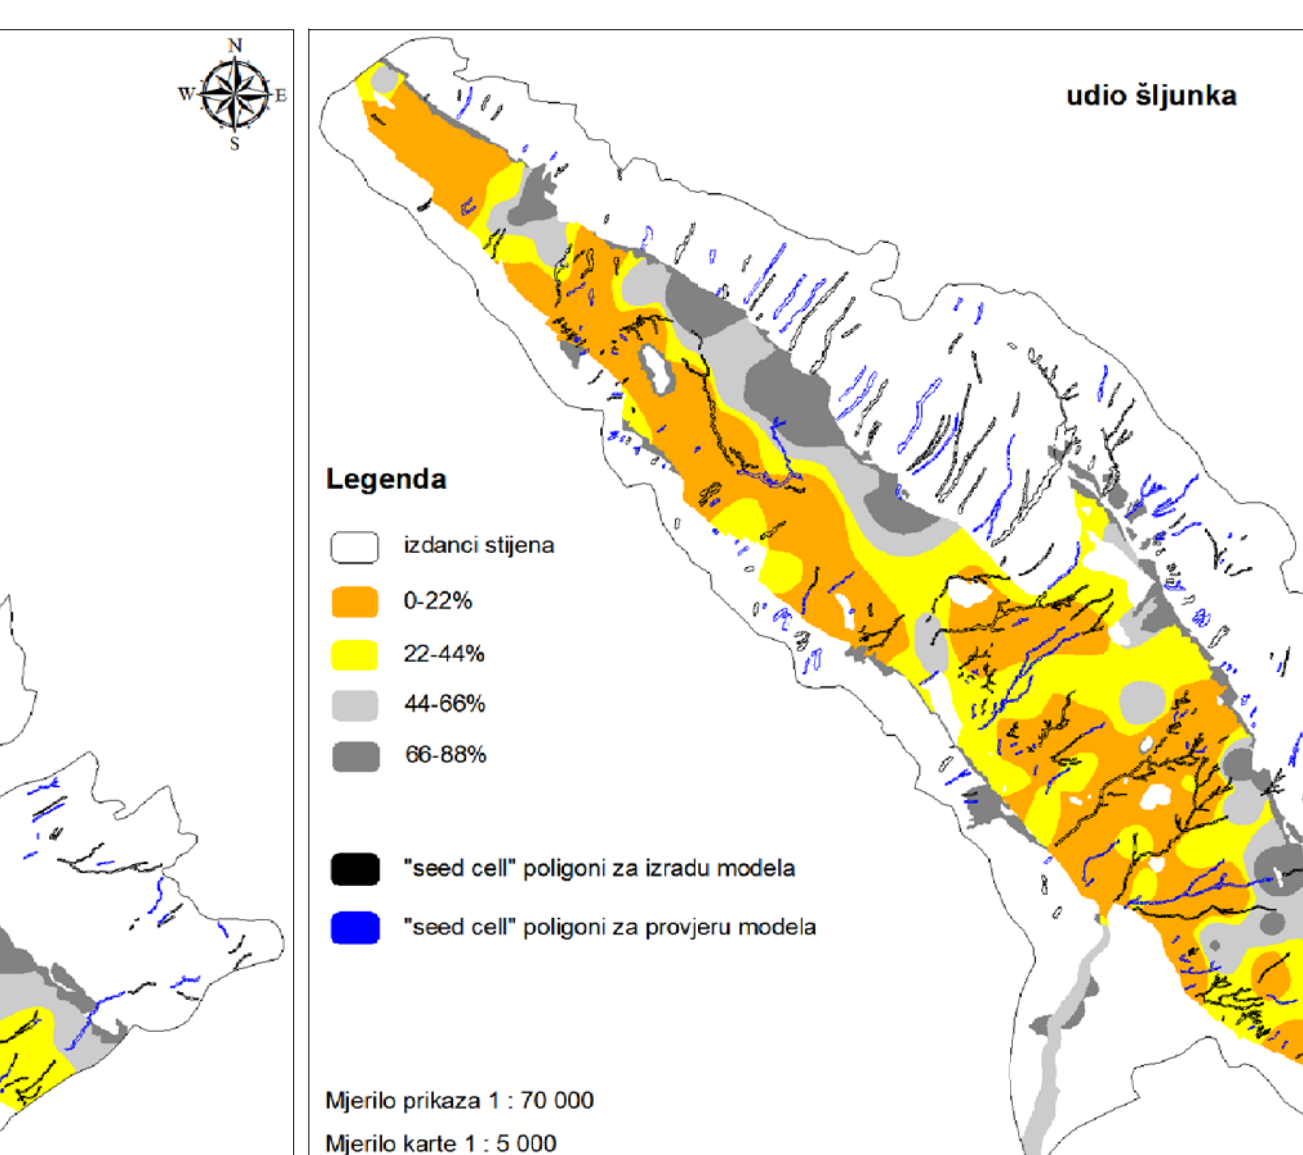 N
W E
S
udio šljunka
Legenda
izdanci stijena
0-22%
22-44%
44-66%
66-88%
"seed cell" poligoni za izradu modela
"seed cell" poligoni za provjeru modela
Mjerilo prikaza 1 : 70 000
Mjerilo karte 1 : 5 000